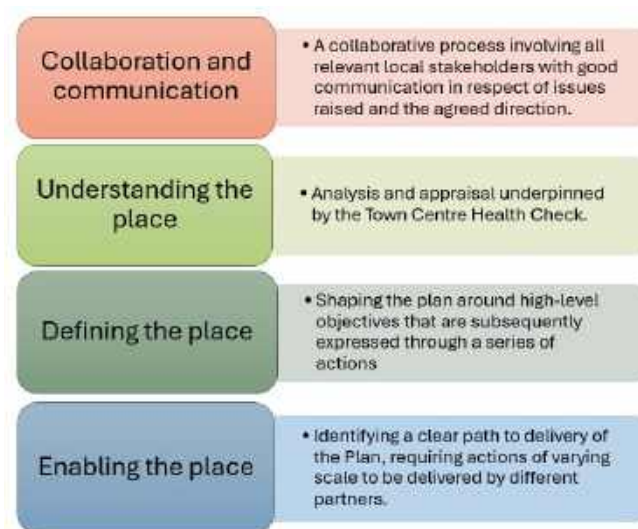 Collaboration and
communication
• A collaborative process involving all
relevant local stakeholders with good
communication in respect of issues
raised and the agreed direction.
Understanding the
place
• Analysis and appraisal underpinned
by the Town Centre Health Check.
Defining the place
• Shaping the plan around high-level
objectives that are subsequently
expressed through a series of
actions
Enabling the place
• Identifying a clear path to delivery of
the Plan, requiring actions of varying
scale to be delivered by different
partners.